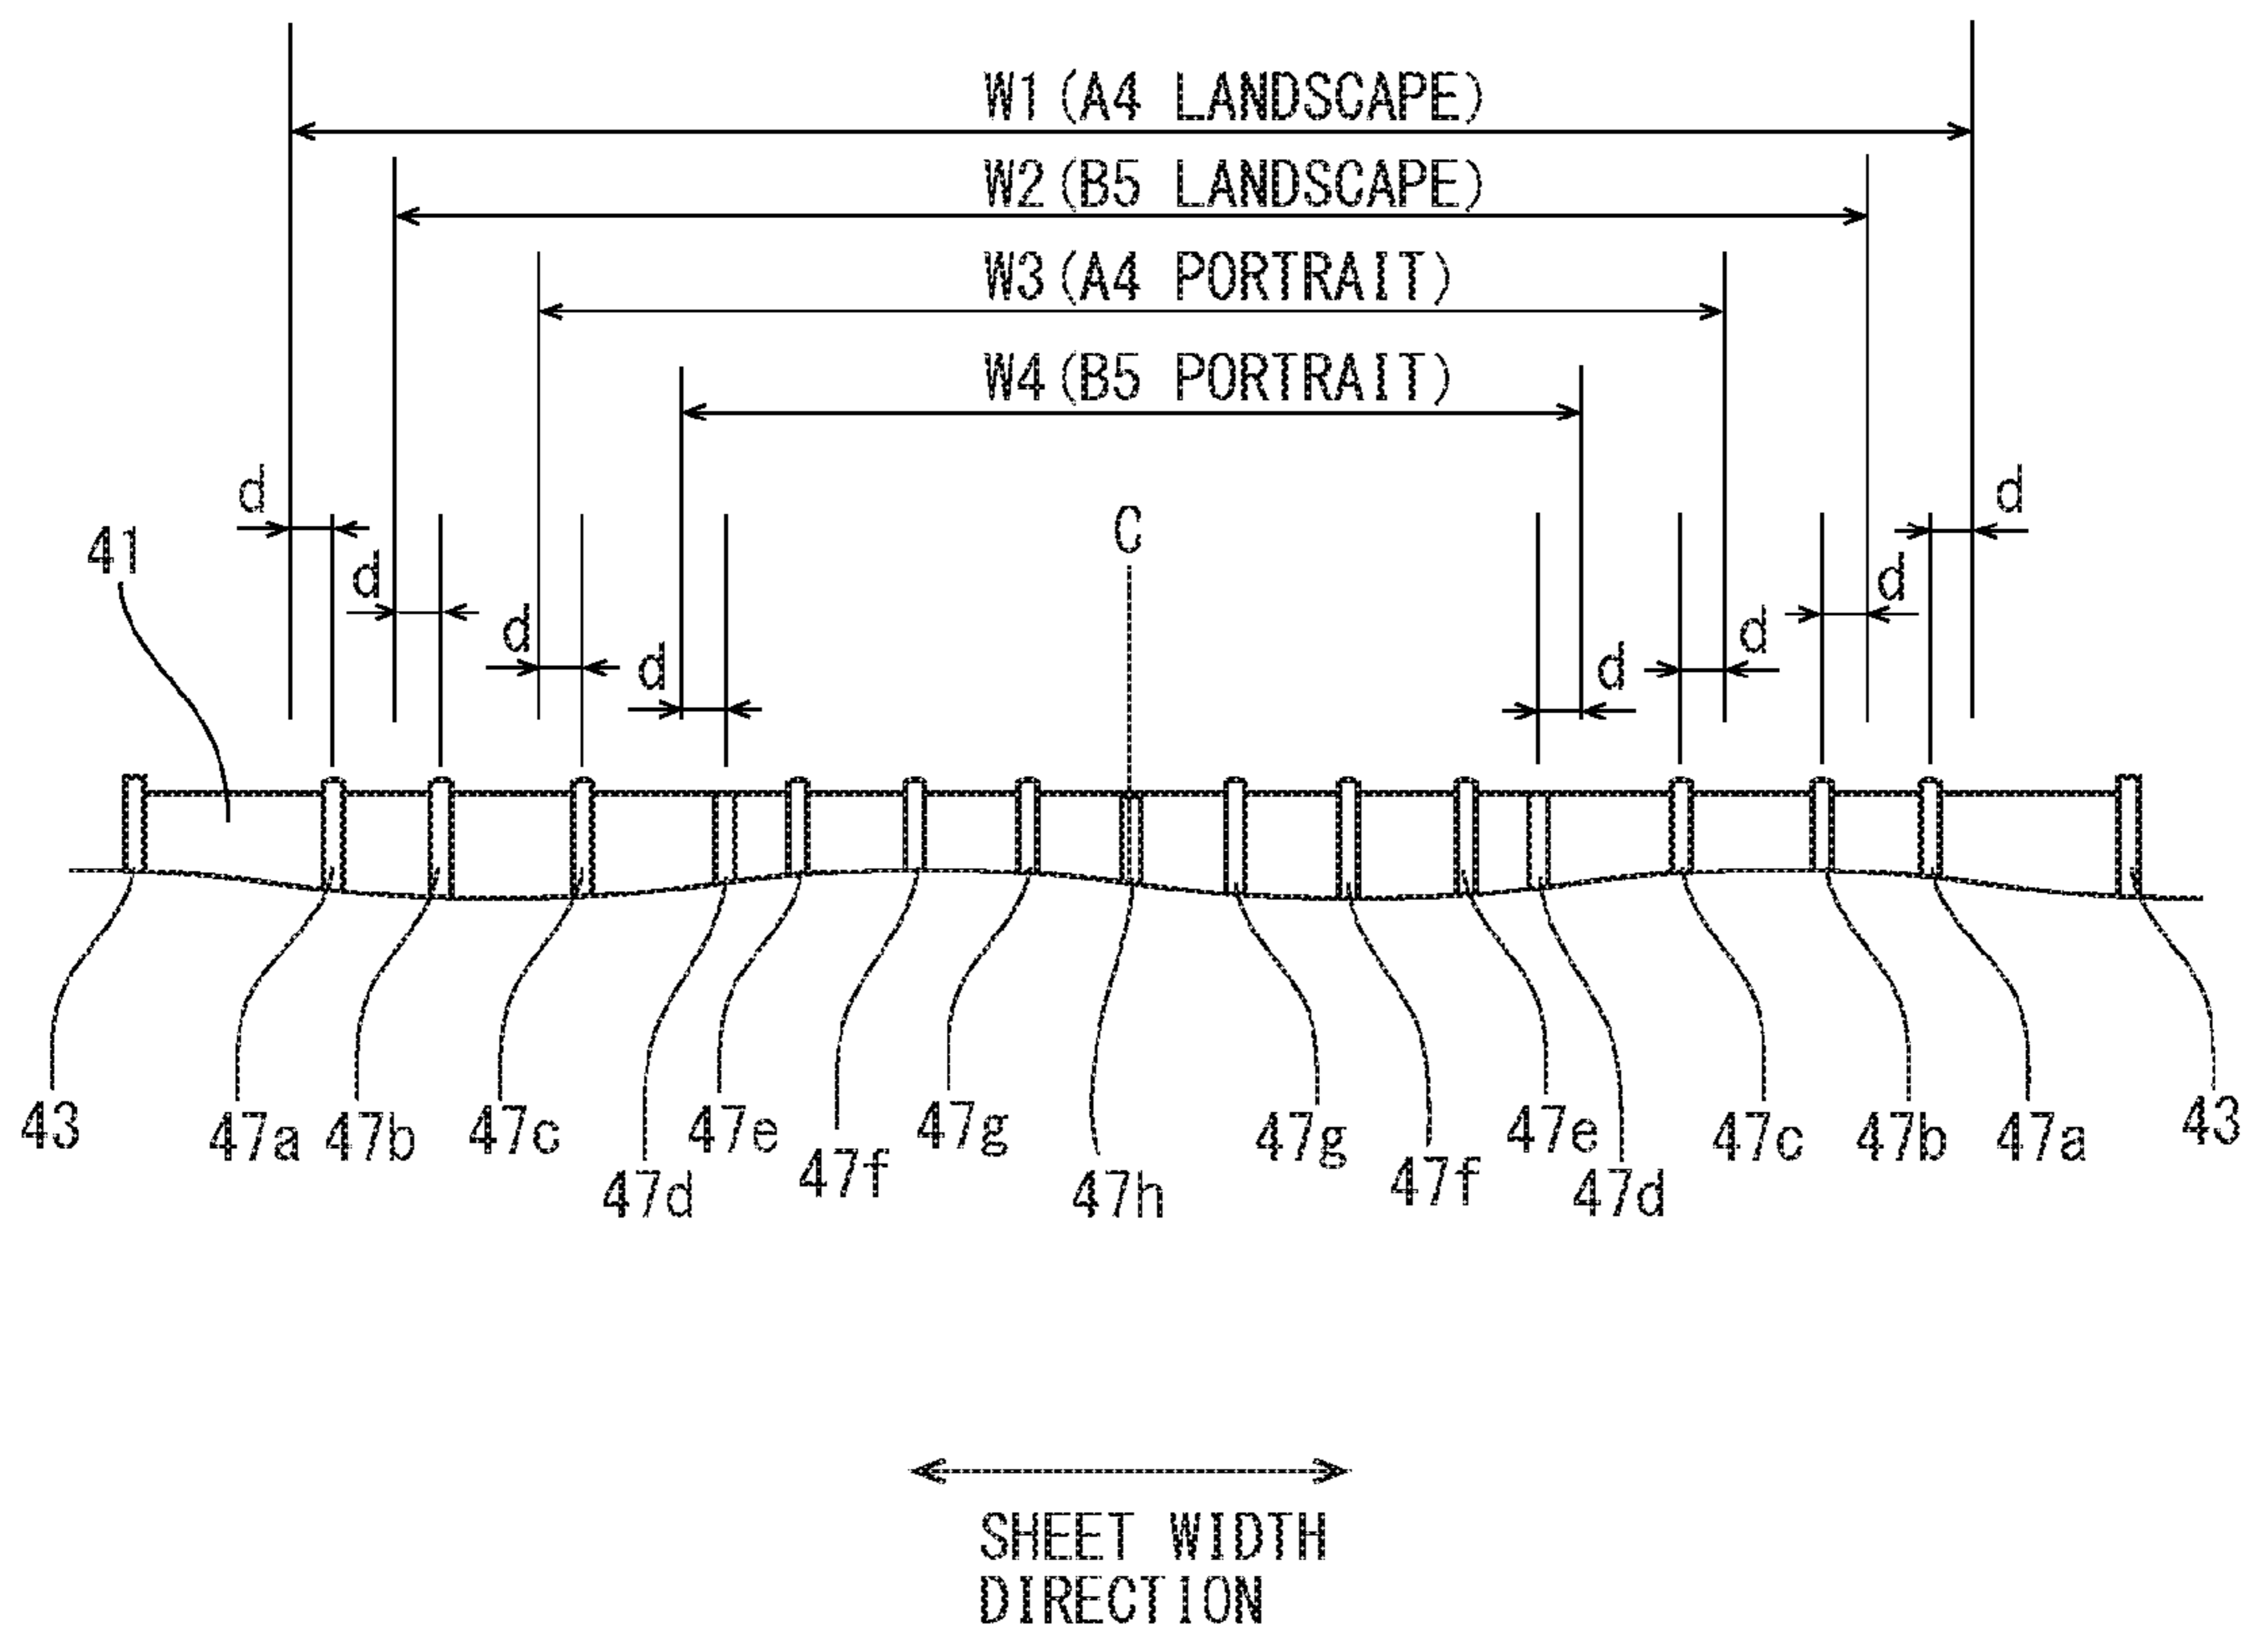 W1(A4 LANDSCAPE)
W2(B5 LANDSCAPE)
W3(A4 PORTRAIT)
W4(B5 PORTRAIT)
d
d
41
C
d
d
d
d
d
d
43
47a
47b
47c
47d
47e
47f
47g
47h
47g
47f
47e
47d
47c
47b
47a
43
SHEET WIDTH
DIRECTION